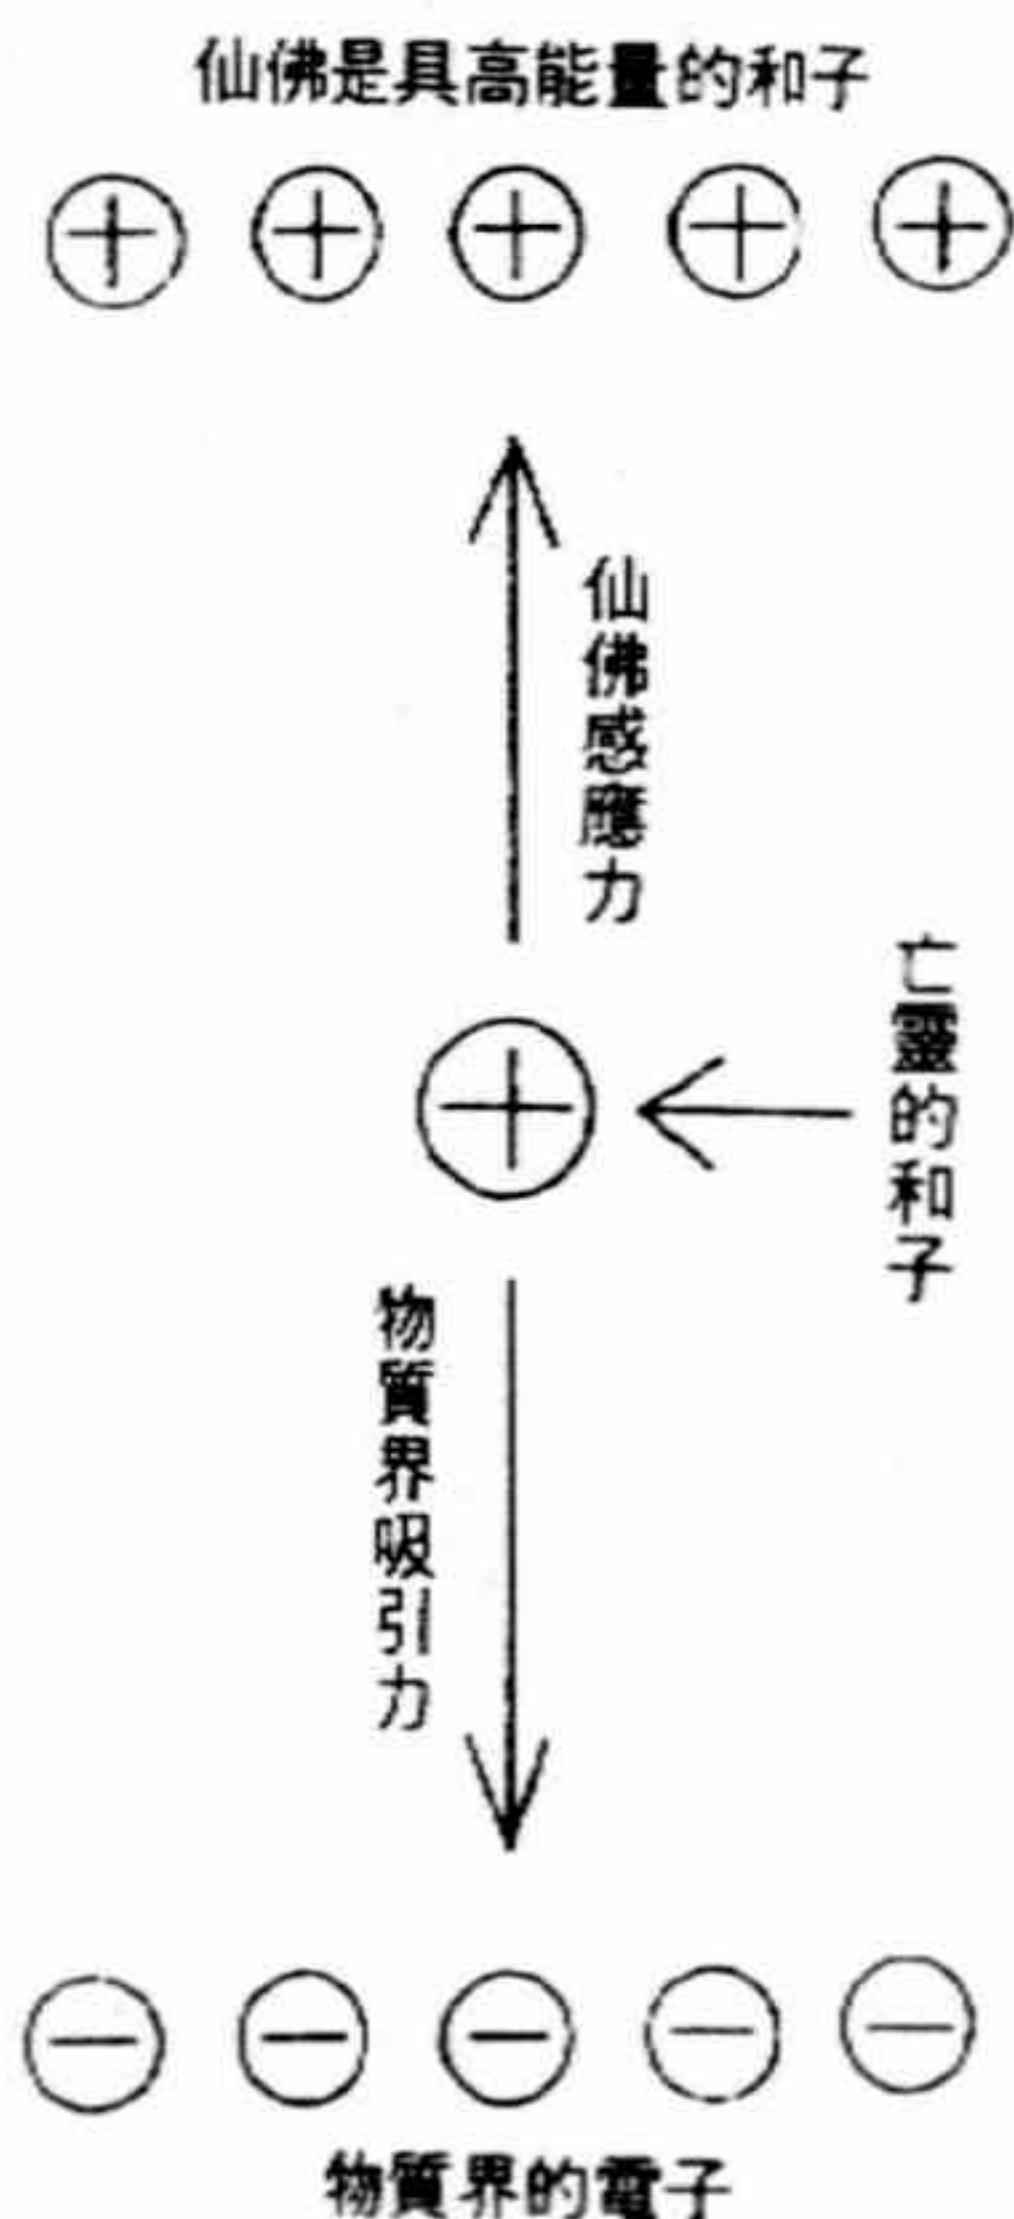 仙佛是具高能量的和子
仙佛感應力
亡靈的和子
物質界吸引力
物質界的電子